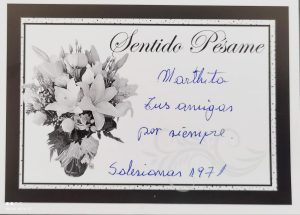 Sentido Pésame
Marthita
Tus amigas
por siempre.
Salesianas 1971